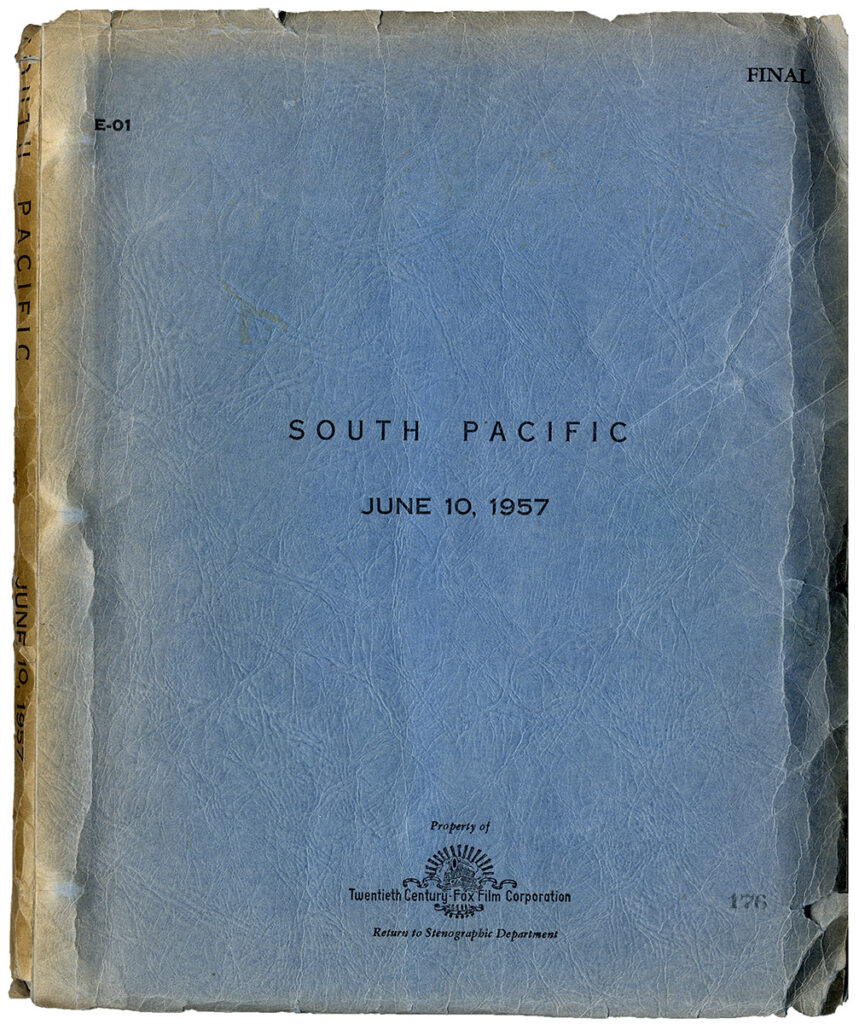 FINAL
E-01
SOUTH PACIFIC
JUNE 10, 1957
Property of
Twentieth Century-Fox Film Corporation
Return to Stenographic Department
176
SOUTH PACIFIC
JUNE 10, 1957